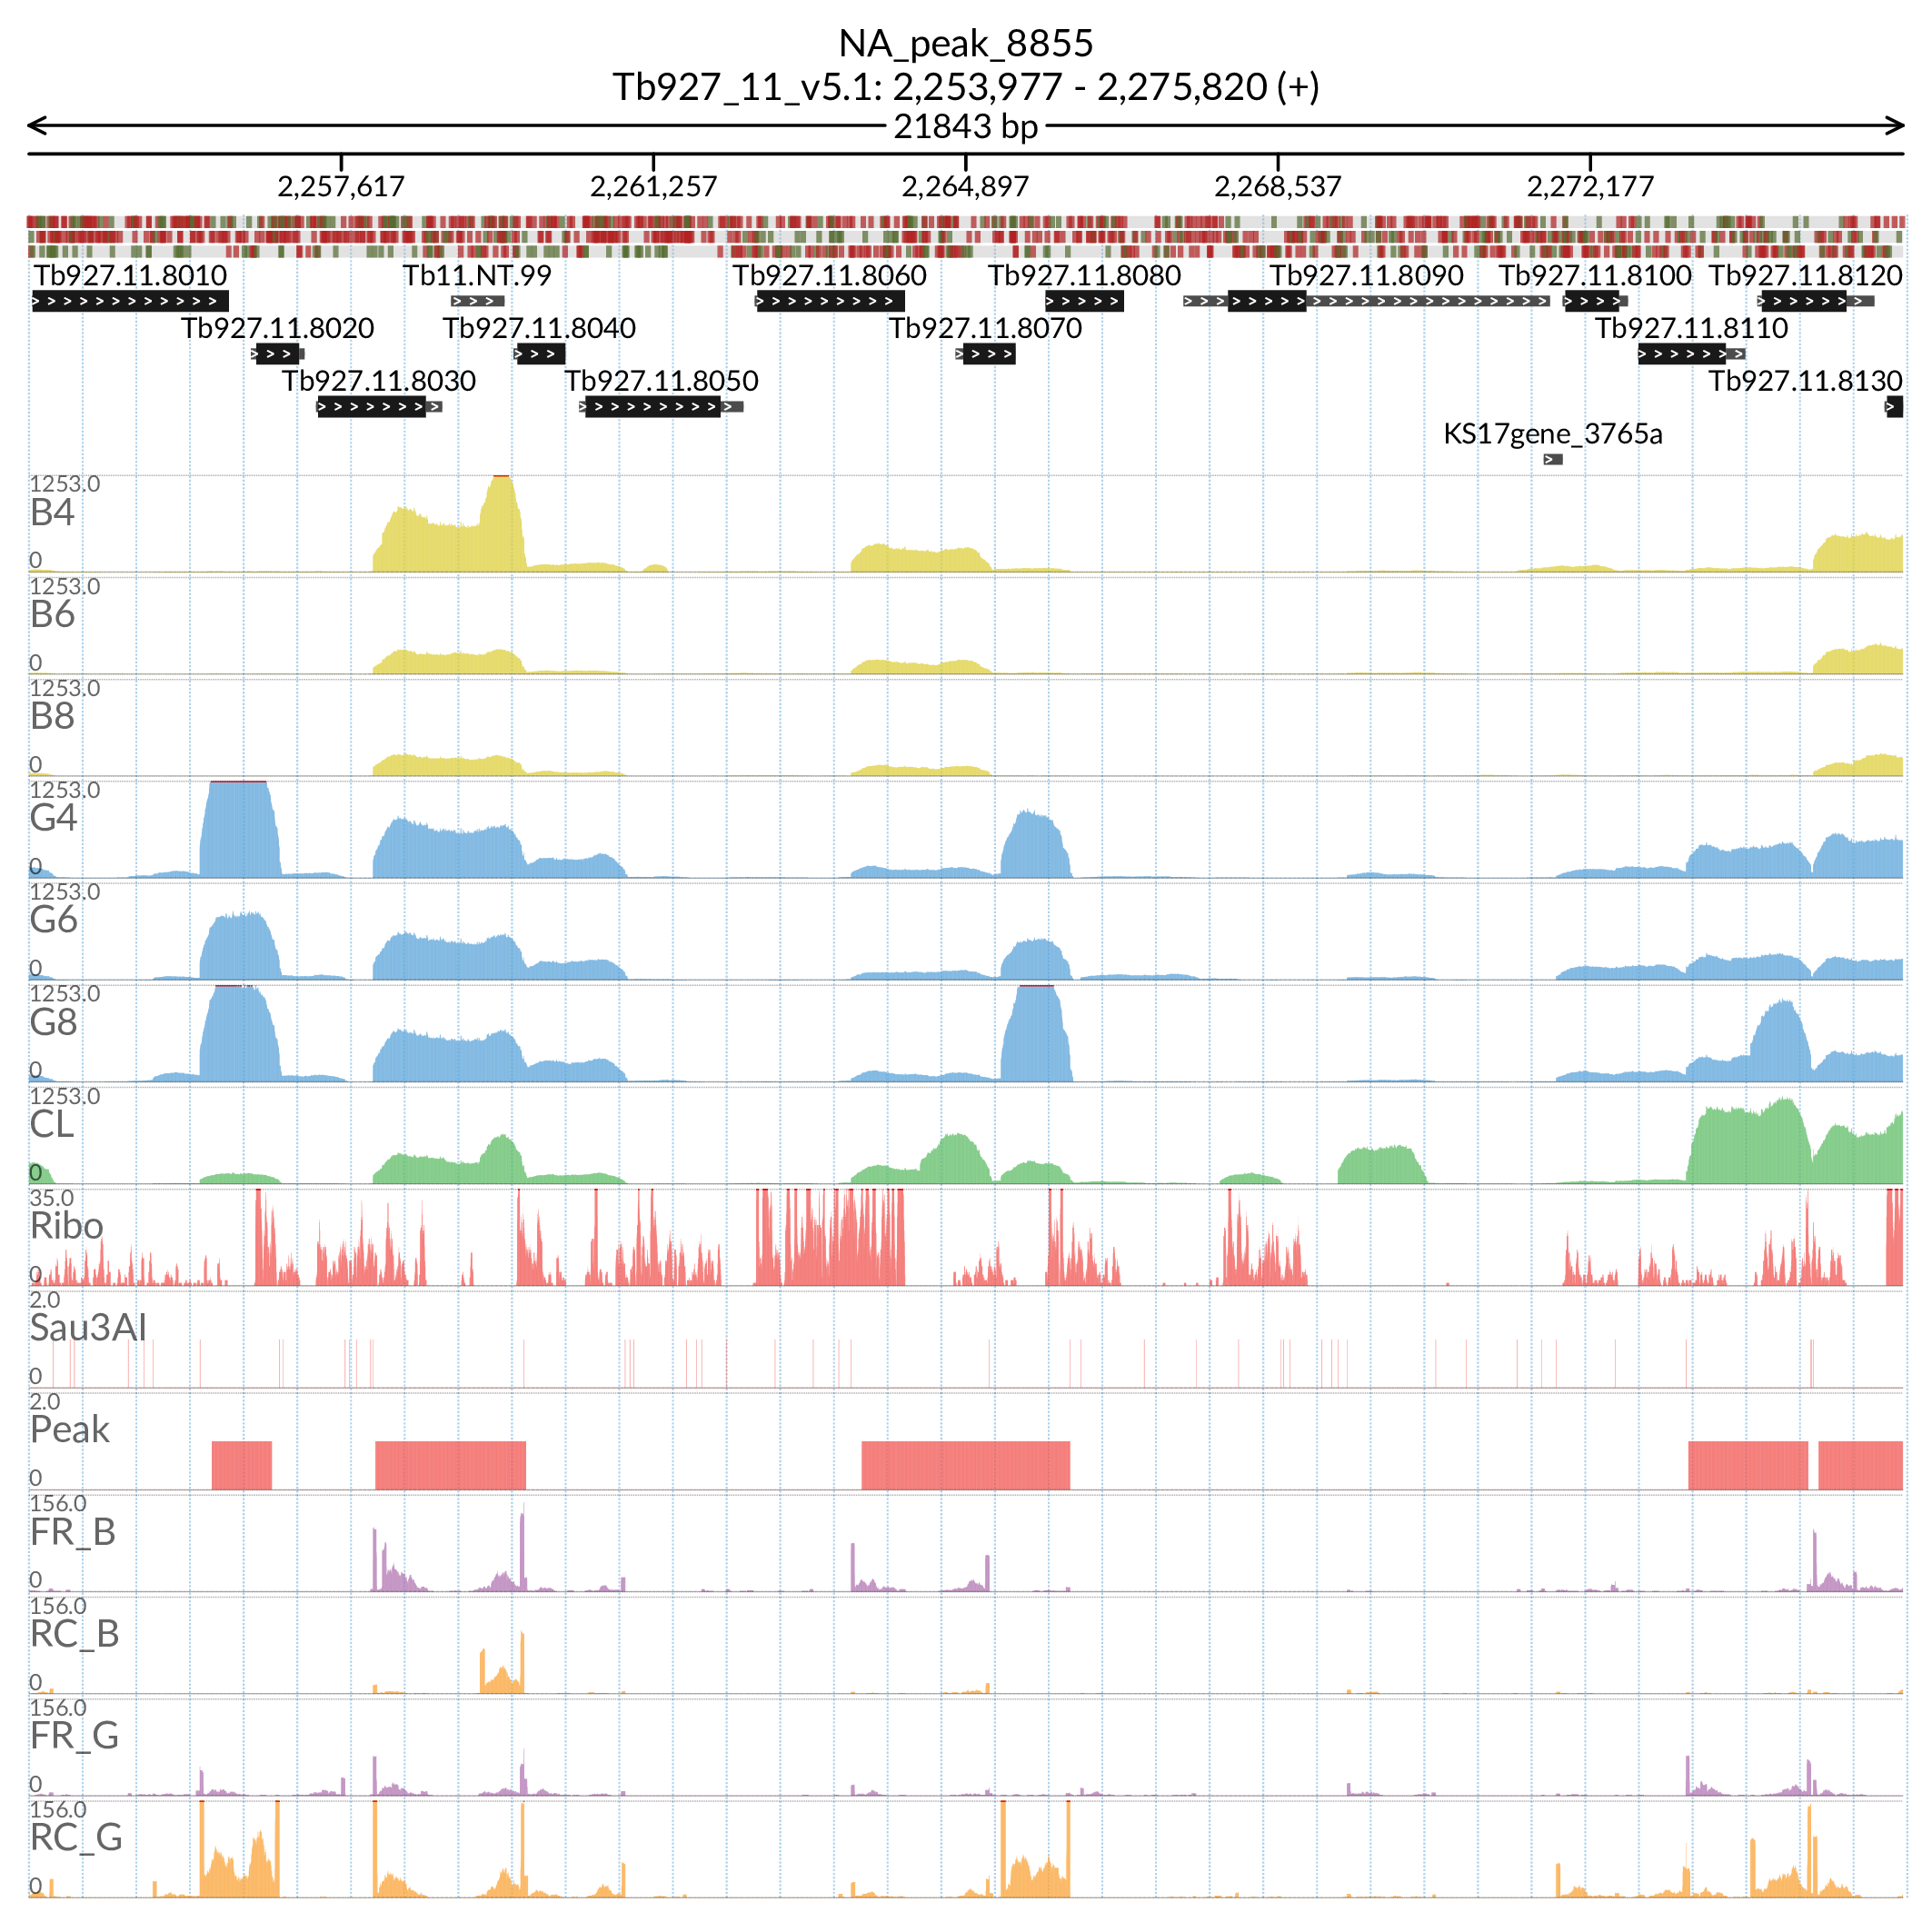 NA_peak_8855
Tb927_11_v5.1: 2,253,977 - 2,275,820 (+)
21843 bp
2,257,617 2,261,257 2,264,897 2,268,537 2,272,177
Tb927.11.8010 Tb11.NT.99 Tb927.11.8060 Tb927.11.8080 Tb927.11.8090 Tb927.11.8100 Tb927.11.8120
Tb927.11.8020 Tb927.11.8040 Tb927.11.8070 Tb927.11.8110
Tb927.11.8030 Tb927.11.8050 Tb927.11.8130
KS17gene_3765a
1253.0
B4
0
1253.0
B6
0
1253.0
B8
0
1253.0
G4
0
1253.0
G6
0
1253.0
G8
0
1253.0
CL
0
35.0
Ribo
0
2.0
Sau3AI
0
2.0
Peak
0
156.0
FR_B
0
156.0
RC_B
0
156.0
FR_G
0
156.0
RC_G
0